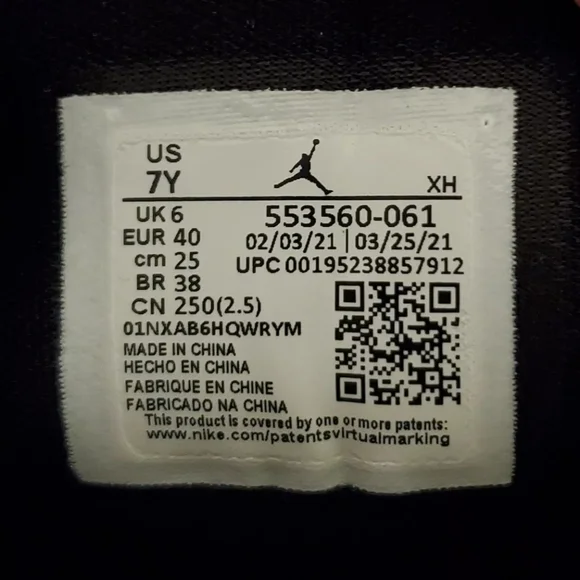 US
7Y
XH
UK 6
553560-061
EUR 40
02/03/21 | 03/25/21
cm 25
UPC 00195238857912
BR 38
CN 250(2.5)
01NXAB6HQWRYM
MADE IN CHINA
HECHO EN CHINA
FABRIQUE EN CHINE
FABRICADO NA CHINA
This product is covered by one or more patents:
www.nike.com/patentsvirtualmarking